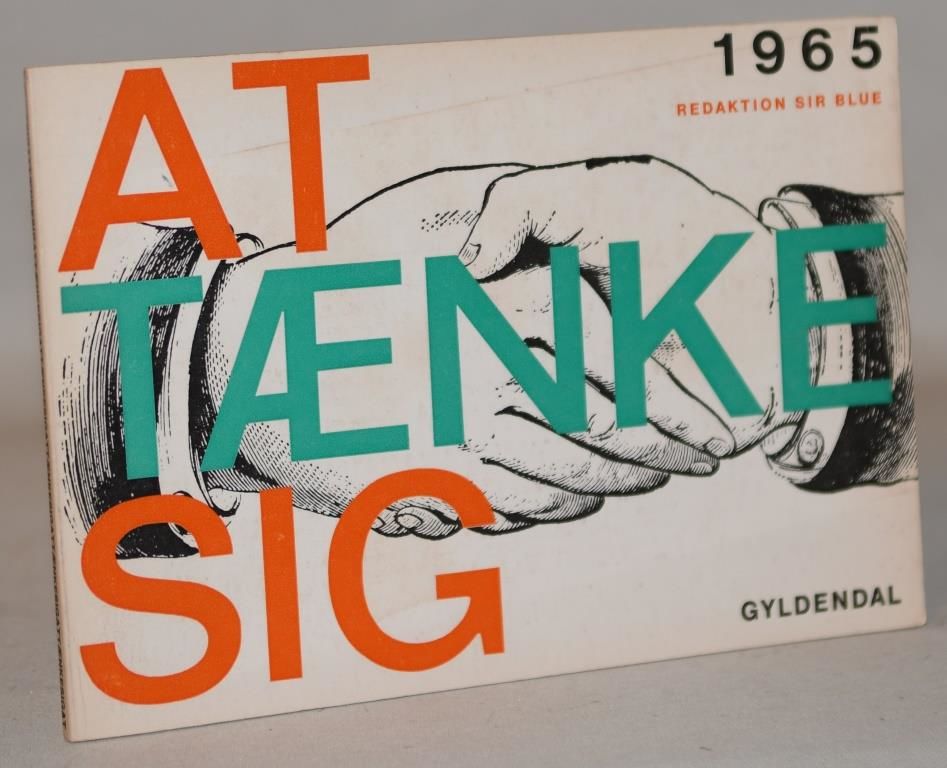 AT
TÆNKE
SIG
1965
REDAKTION SIR BLUE
GYLDENDAL